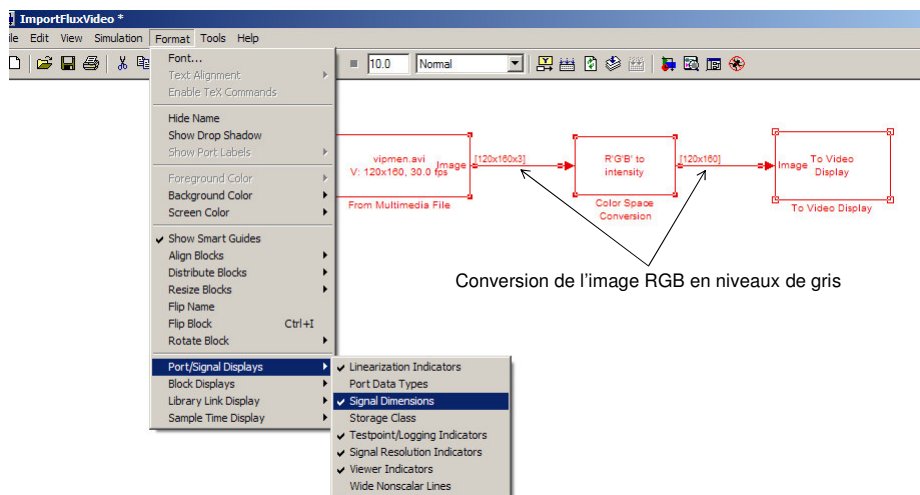 ImportFluxVideo *
File Edit View Simulation Format Tools Help
10.0 Normal
Font...
Text Alignment
Enable TeX Commands
Hide Name
Show Drop Shadow
Show Port Labels
Foreground Color
Background Color
Screen Color
Show Smart Guides
Align Blocks
Distribute Blocks
Resize Blocks
Flip Name
Flip Block Ctrl+I
Rotate Block
Port/Signal Displays
Block Displays
Library Link Display
Sample Time Display
Linearization Indicators
Port Data Types
Signal Dimensions
Storage Class
Testpoint/Logging Indicators
Signal Resolution Indicators
Viewer Indicators
Wide Nonscalar Lines
vipmen.avi
V: 120x160, 30.0 fps
Image
From Multimedia File
[120x160x3]
R'G'B' to
intensity
Color Space
Conversion
[120x160]
Image
To Video
Display
To Video Display
Conversion de l'image RGB en niveaux de gris